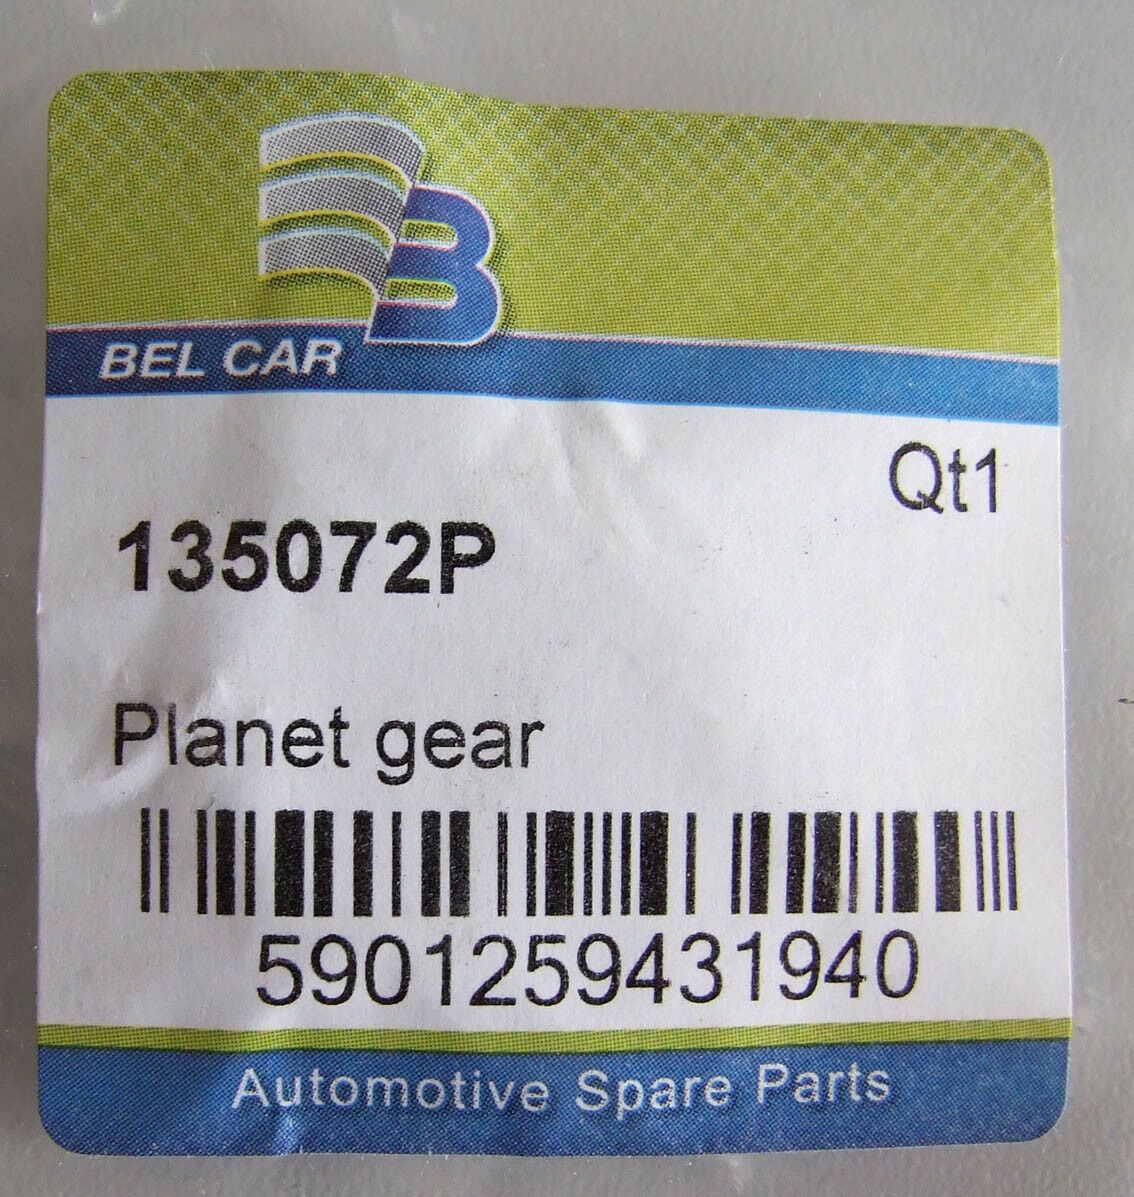 B
BEL CAR
Qt1
135072P
Planet gear
5901259431940
Automotive Spare Parts